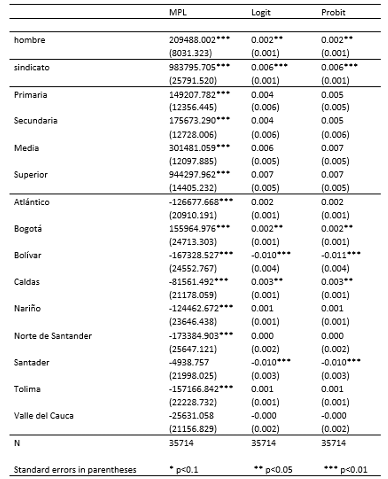 MPL Logit Probit
hombre 209488.002*** 0.002** 0.002**
(8031.323) (0.001) (0.001)
sindicato 983795.705*** 0.006*** 0.006***
(25791.520) (0.001) (0.001)
Primaria 149207.782*** 0.004 0.005
(12356.445) (0.006) (0.005)
Secundaria 175673.290*** 0.004 0.005
(12728.006) (0.006) (0.006)
Media 301481.059*** 0.006 0.007
(12097.885) (0.005) (0.005)
Superior 944297.962*** 0.007 0.007
(14405.232) (0.005) (0.005)
Atlántico -126677.668*** 0.002 0.002
(20910.191) (0.001) (0.001)
Bogotá 155964.976*** 0.002** 0.002**
(24713.303) (0.001) (0.001)
Bolívar -167328.527*** -0.010*** -0.011***
(24552.767) (0.004) (0.004)
Caldas -81561.492*** 0.003** 0.003**
(21178.059) (0.001) (0.001)
Nariño -124462.672*** 0.001 0.001
(23646.438) (0.001) (0.001)
Norte de Santander -173384.903*** 0.000 0.000
(25647.121) (0.002) (0.002)
Santader -4938.757 -0.010*** -0.010***
(21998.025) (0.003) (0.003)
Tolima -157166.842*** 0.001 0.001
(22228.732) (0.001) (0.001)
Valle del Cauca -25631.058 -0.000 -0.000
(21156.829) (0.002) (0.002)
N 35714 35714 35714
Standard errors in parentheses * p<0.1 ** p<0.05 *** p<0.01